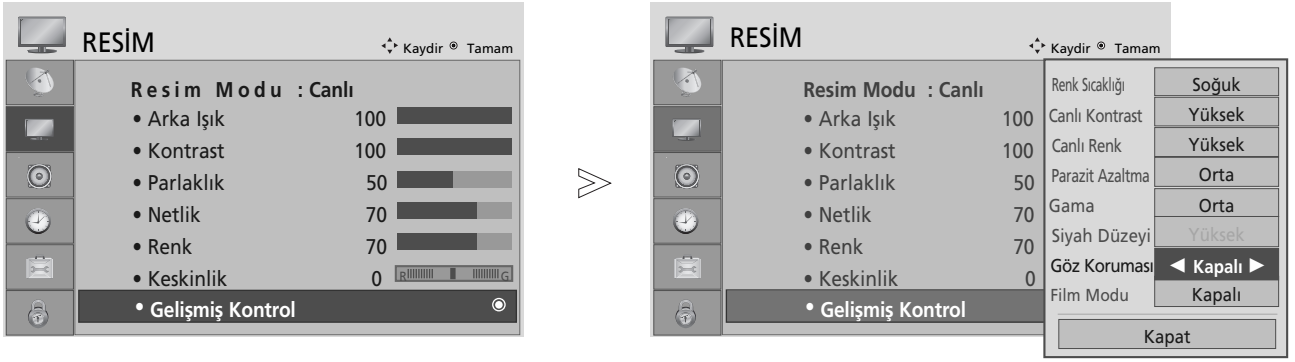 RESİM
Kaydir Tamam
Resim Modu : Canlı
• Arka Işık 100
• Kontrast 100
• Parlaklık 50
• Netlik 70
• Renk 70
• Keskinlik 0 R G
• Gelişmiş Kontrol
RESİM
Kaydir Tamam
Resim Modu : Canlı
• Arka Işık 100
• Kontrast 100
• Parlaklık 50
• Netlik 70
• Renk 70
• Keskinlik 0
• Gelişmiş Kontrol
Renk Sıcaklığı Soğuk
Canlı Kontrast Yüksek
Canlı Renk Yüksek
Parazit Azaltma Orta
Gama Orta
Siyah Düzeyi Yüksek
Göz Koruması ◀ Kapalı ▶
Film Modu Kapalı
Kapat